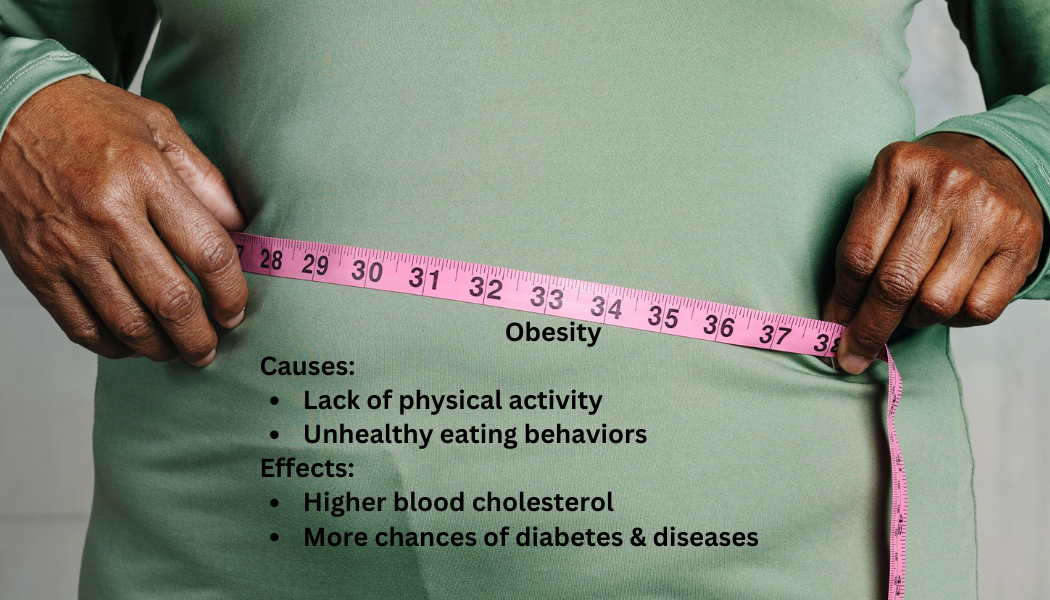 28 29 30 31 32 33 34 35 36 37 38
Obesity
Causes:
• Lack of physical activity
• Unhealthy eating behaviors
Effects:
• Higher blood cholesterol
• More chances of diabetes & diseases